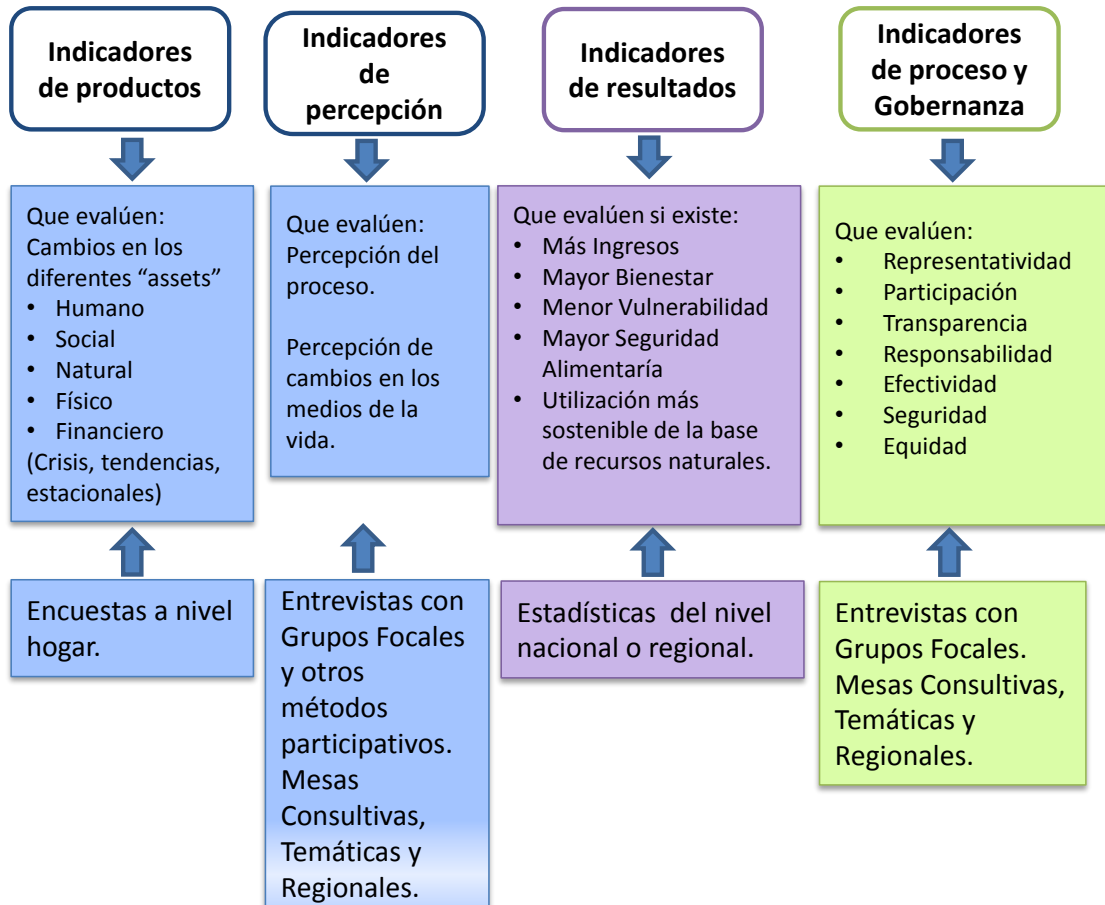 Indicadores
de productos
Indicadores
de
percepción
Indicadores
de resultados
Indicadores
de proceso y
Gobernanza
Que evalúen:
Cambios en los
diferentes “assets”
• Humano
• Social
• Natural
• Físico
• Financiero
(Crisis, tendencias,
estacionales)
Que evalúen:
Percepción del
proceso.
Percepción de
cambios en los
medios de la
vida.
Que evalúen si existe:
• Más Ingresos
• Mayor Bienestar
• Menor Vulnerabilidad
• Mayor Seguridad
Alimentaría
• Utilización más
sostenible de la base
de recursos naturales.
Que evalúen:
• Representatividad
• Participación
• Transparencia
• Responsabilidad
• Efectividad
• Seguridad
• Equidad
Encuestas a nivel
hogar.
Entrevistas con
Grupos Focales
y otros
métodos
participativos.
Mesas
Consultivas,
Temáticas y
Regionales.
Estadísticas del nivel
nacional o regional.
Entrevistas con
Grupos Focales.
Mesas Consultivas,
Temáticas y
Regionales.